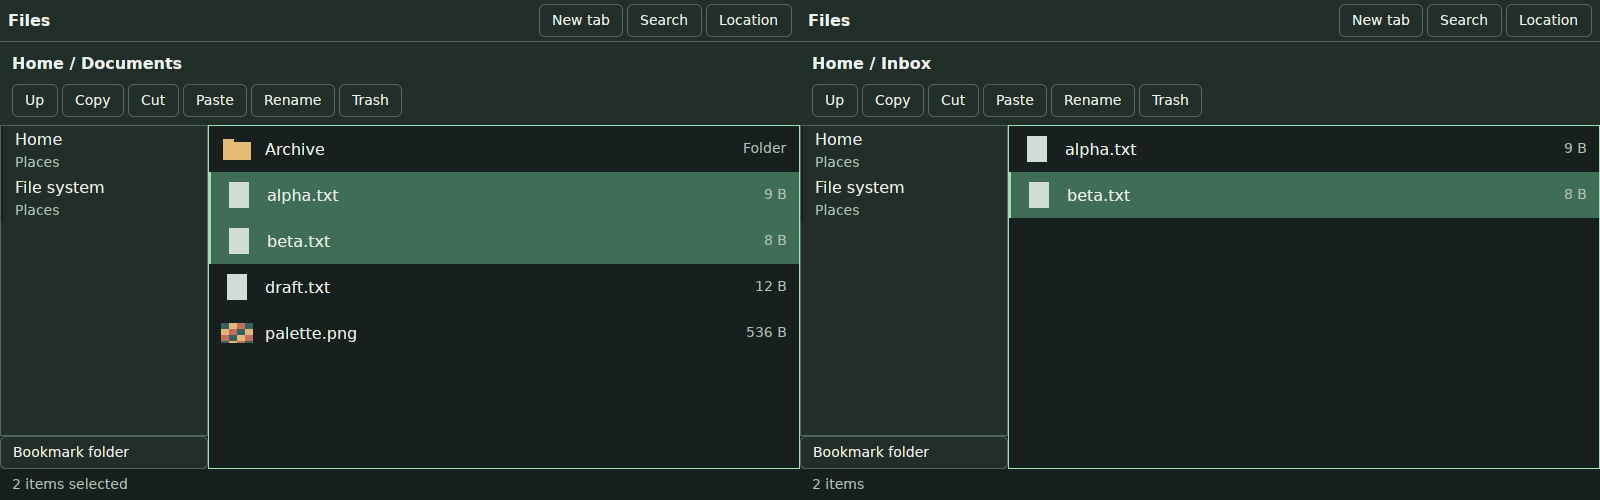 Files
New tab Search Location
Home / Documents
Up Copy Cut Paste Rename Trash
Home
Places
File system
Places
Archive Folder
alpha.txt 9 B
beta.txt 8 B
draft.txt 12 B
palette.png 536 B
Bookmark folder
2 items selected
Files
New tab Search Location
Home / Inbox
Up Copy Cut Paste Rename Trash
Home
Places
File system
Places
alpha.txt 9 B
beta.txt 8 B
Bookmark folder
2 items